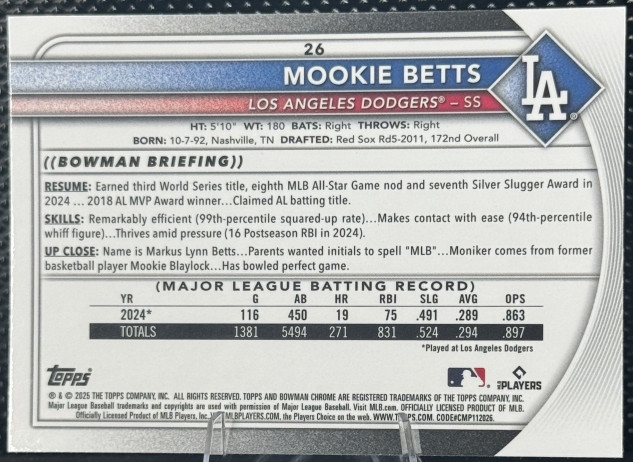 26
MOOKIE BETTS
LOS ANGELES DODGERS® – SS
LA
HT: 5'10" WT: 180 BATS: Right THROWS: Right
BORN: 10-7-92, Nashville, TN DRAFTED: Red Sox Rd5-2011, 172nd Overall
((BOWMAN BRIEFING))
RESUME: Earned third World Series title, eighth MLB All-Star Game nod and seventh Silver Slugger Award in
2024 ... 2018 AL MVP Award winner...Claimed AL batting title.
SKILLS: Remarkably efficient (99th-percentile squared-up rate)...Makes contact with ease (94th-percentile
whiff figure)...Thrives amid pressure (16 Postseason RBI in 2024).
UP CLOSE: Name is Markus Lynn Betts...Parents wanted initials to spell "MLB"...Moniker comes from former
basketball player Mookie Blaylock...Has bowled perfect game.
(MAJOR LEAGUE BATTING RECORD)
YR G AB HR RBI SLG AVG OPS
2024* 116 450 19 75 .491 .289 .863
TOTALS 1381 5494 271 831 .524 .294 .897
*Played at Los Angeles Dodgers
Topps
PLAYERS
® & © 2025 THE TOPPS COMPANY, INC. ALL RIGHTS RESERVED. TOPPS AND BOWMAN CHROME ARE REGISTERED TRADEMARKS OF THE TOPPS COMPANY, INC.
Major League Baseball trademarks and copyrights are used with permission of Major League Baseball. Visit MLB.com. OFFICIALLY LICENSED PRODUCT OF MLB.
Officially Licensed Product of MLB Players, Inc. MLBPLAYERS.COM, the Players Choice on the web. WWW.TOPPS.COM. CODE#CMP112026.